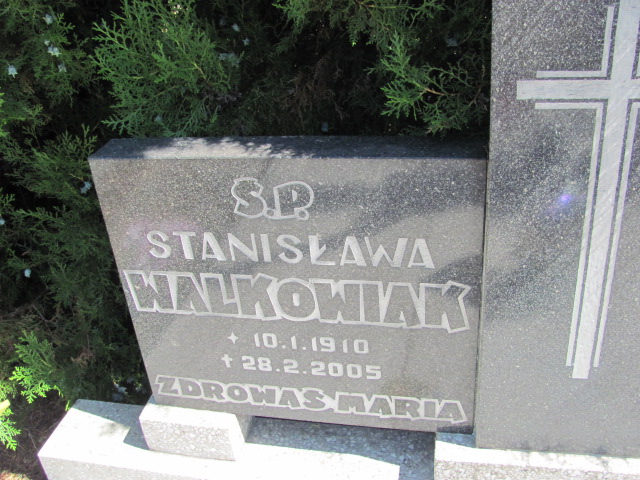 Ś.P.
STANISŁAWA
WALKOWIAK
* 10.1.1910
† 28.2.2005
ZDROWAŚ MARIA